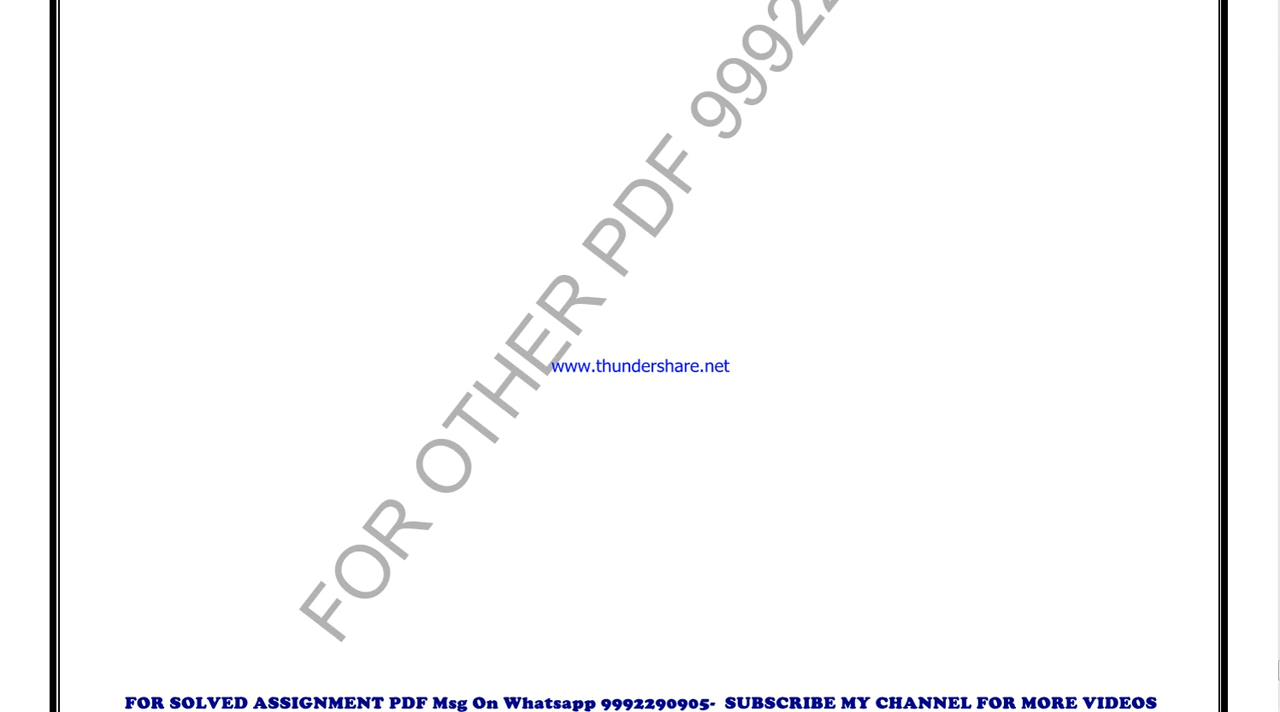 FOR OTHER PDF 9992
www.thundershare.net
FOR SOLVED ASSIGNMENT PDF Msg On Whatsapp 9992290905- SUBSCRIBE MY CHANNEL FOR MORE VIDEOS